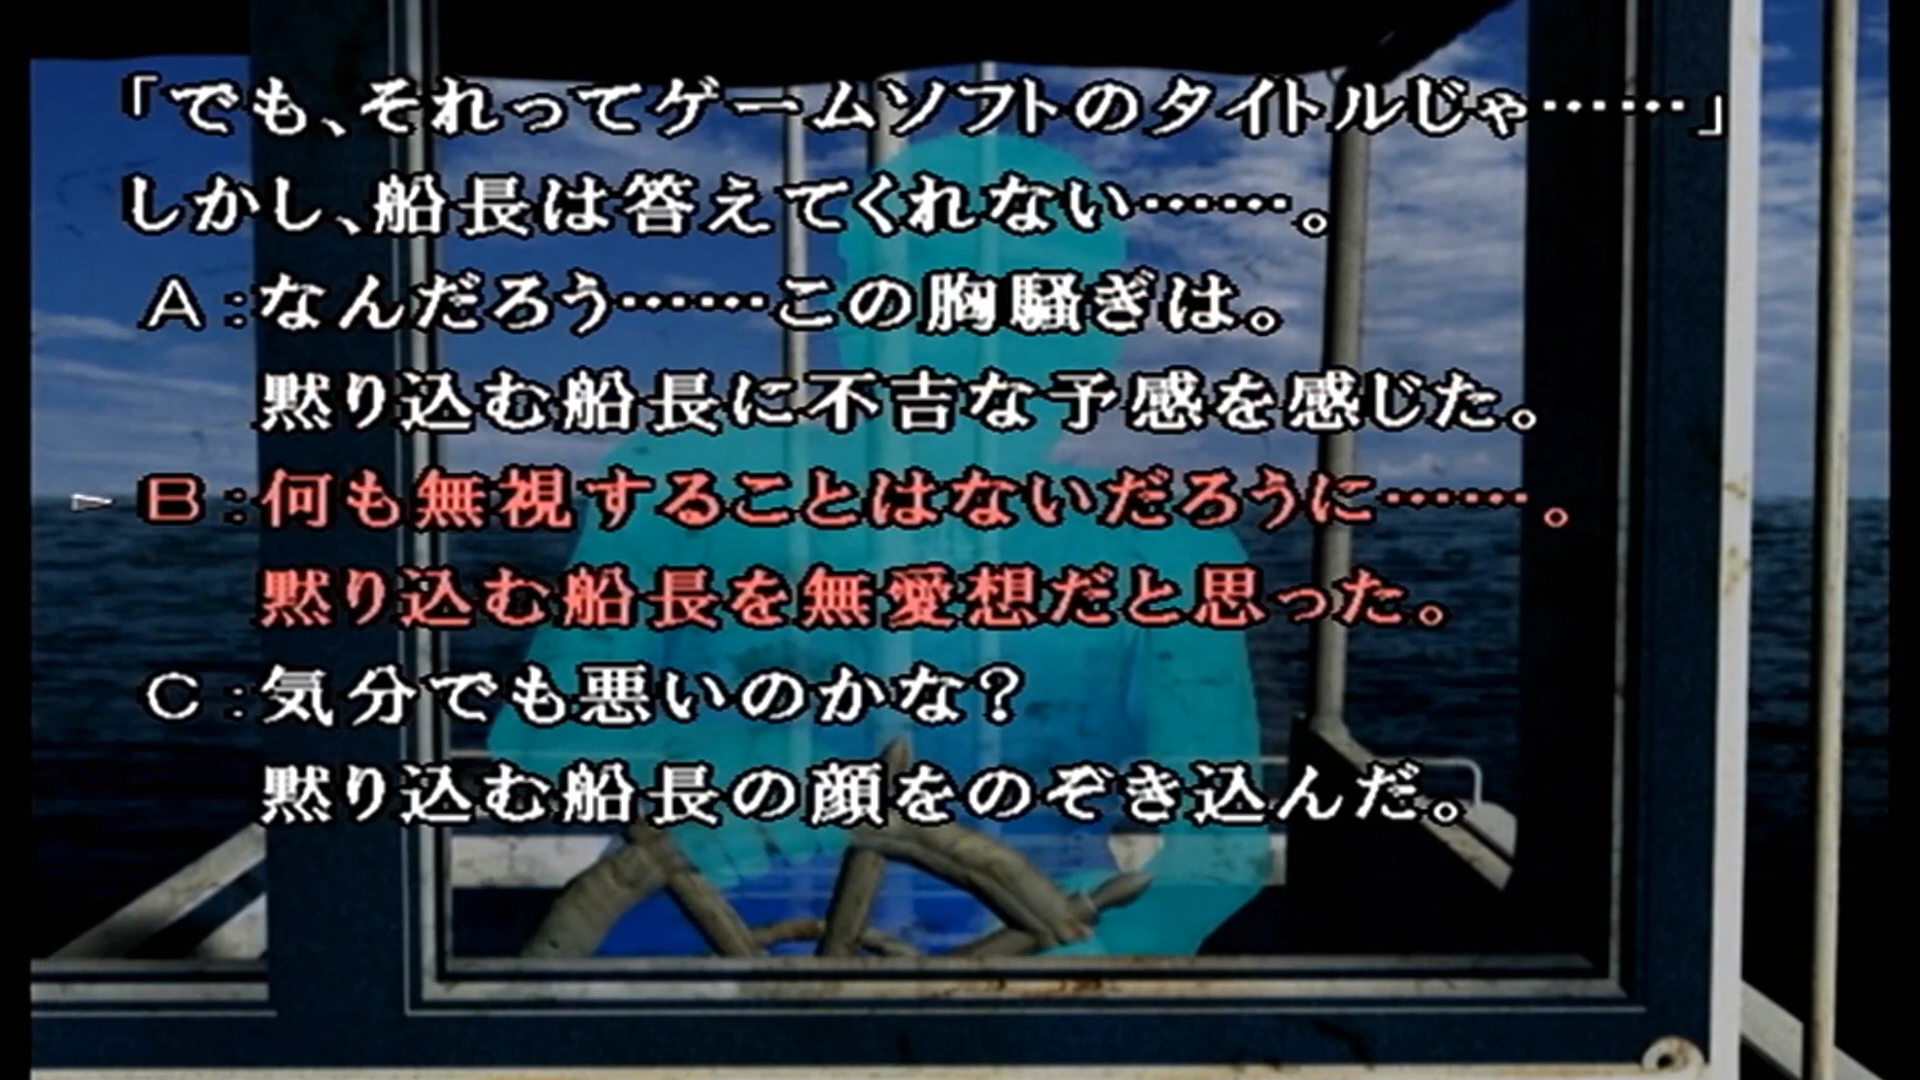 「でも、それってゲームソフトのタイトルじゃ……」
しかし、船長は答えてくれない……。
A：なんだろう……この胸騒ぎは。
黙り込む船長に不吉な予感を感じた。
B：何も無視することはないだろうに……。
黙り込む船長を無愛想だと思った。
C：気分でも悪いのかな？
黙り込む船長の顔をのぞき込んだ。